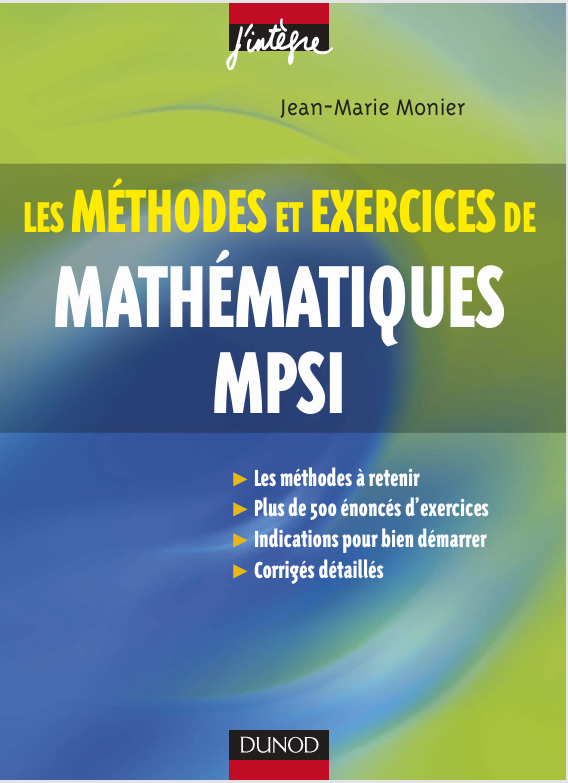 j'intègre
Jean-Marie Monier
LES MÉTHODES ET EXERCICES DE
MATHÉMATIQUES
MPSI
► Les méthodes à retenir
► Plus de 500 énoncés d'exercices
► Indications pour bien démarrer
► Corrigés détaillés
DUNOD